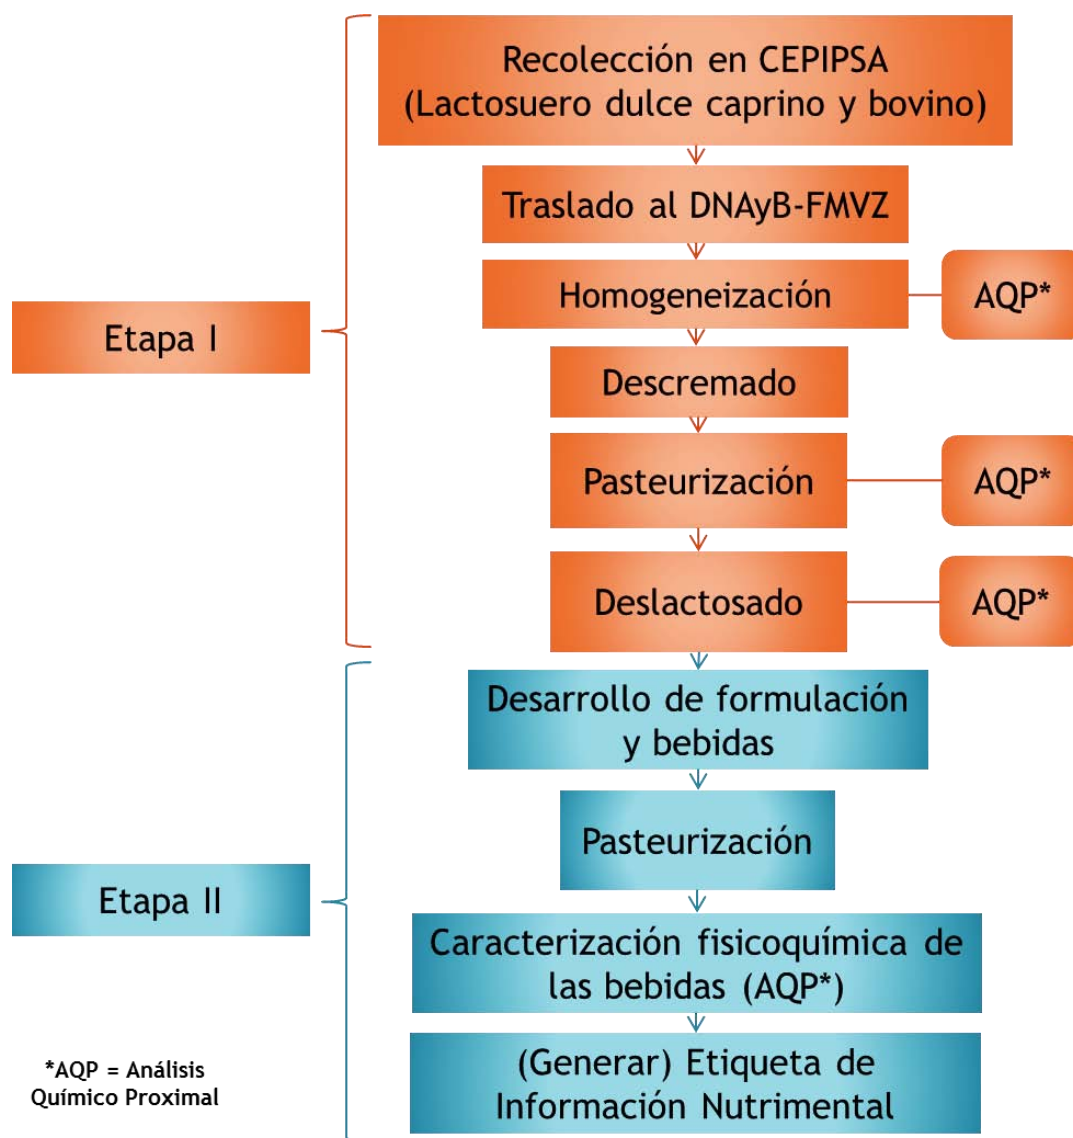 Recolección en CEPIPSA
(Lactosuero dulce caprino y bovino)
Traslado al DNAyB-FMVZ
Homogeneización
AQP*
Etapa I
Descremado
Pasteurización
AQP*
Deslactosado
AQP*
Desarrollo de formulación
y bebidas
Pasteurización
Etapa II
Caracterización fisicoquímica de
las bebidas (AQP*)
(Generar) Etiqueta de
Información Nutrimental
*AQP = Análisis
Químico Proximal